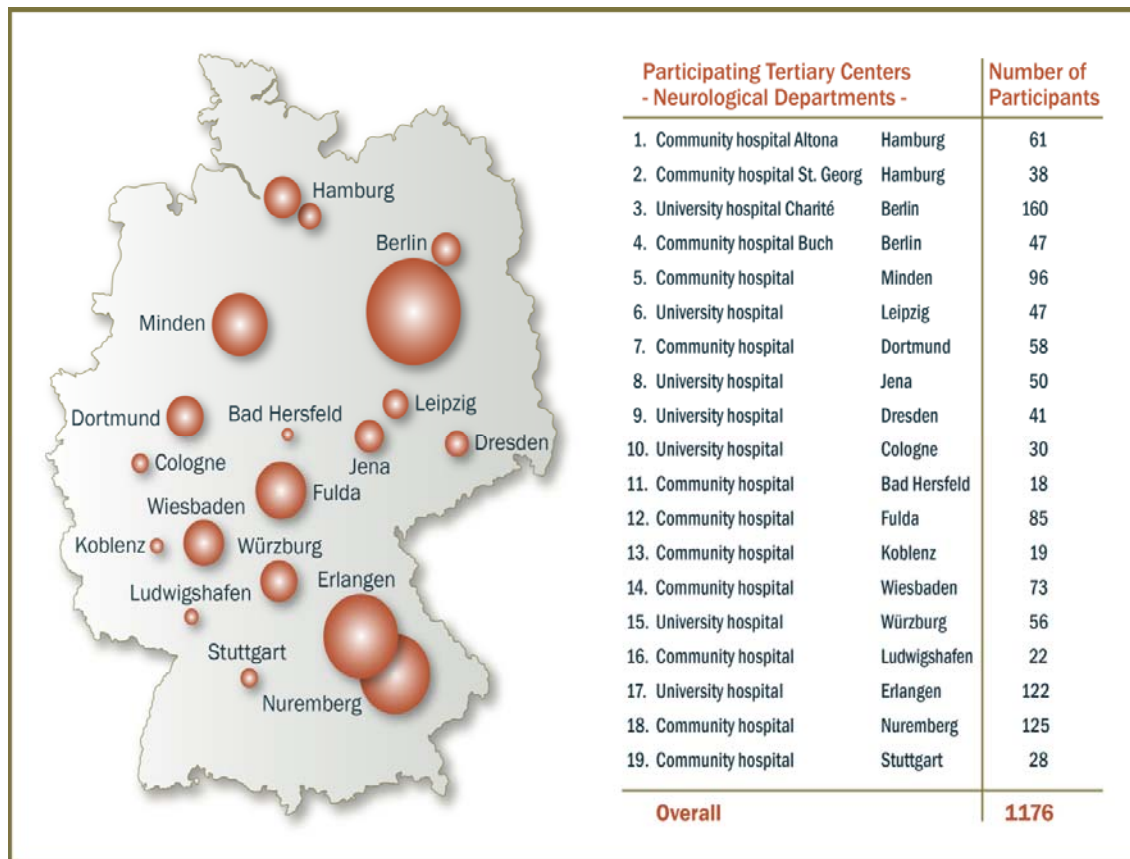 Hamburg
Berlin
Minden
Dortmund
Bad Hersfeld
Leipzig
Dresden
Jena
Cologne
Fulda
Wiesbaden
Koblenz
Würzburg
Erlangen
Ludwigshafen
Stuttgart
Nuremberg
Participating Tertiary Centers
- Neurological Departments -
Number of
Participants
1. Community hospital Altona Hamburg 61
2. Community hospital St. Georg Hamburg 38
3. University hospital Charité Berlin 160
4. Community hospital Buch Berlin 47
5. Community hospital Minden 96
6. University hospital Leipzig 47
7. Community hospital Dortmund 58
8. University hospital Jena 50
9. University hospital Dresden 41
10. University hospital Cologne 30
11. Community hospital Bad Hersfeld 18
12. Community hospital Fulda 85
13. Community hospital Koblenz 19
14. Community hospital Wiesbaden 73
15. University hospital Würzburg 56
16. Community hospital Ludwigshafen 22
17. University hospital Erlangen 122
18. Community hospital Nuremberg 125
19. Community hospital Stuttgart 28
Overall 1176